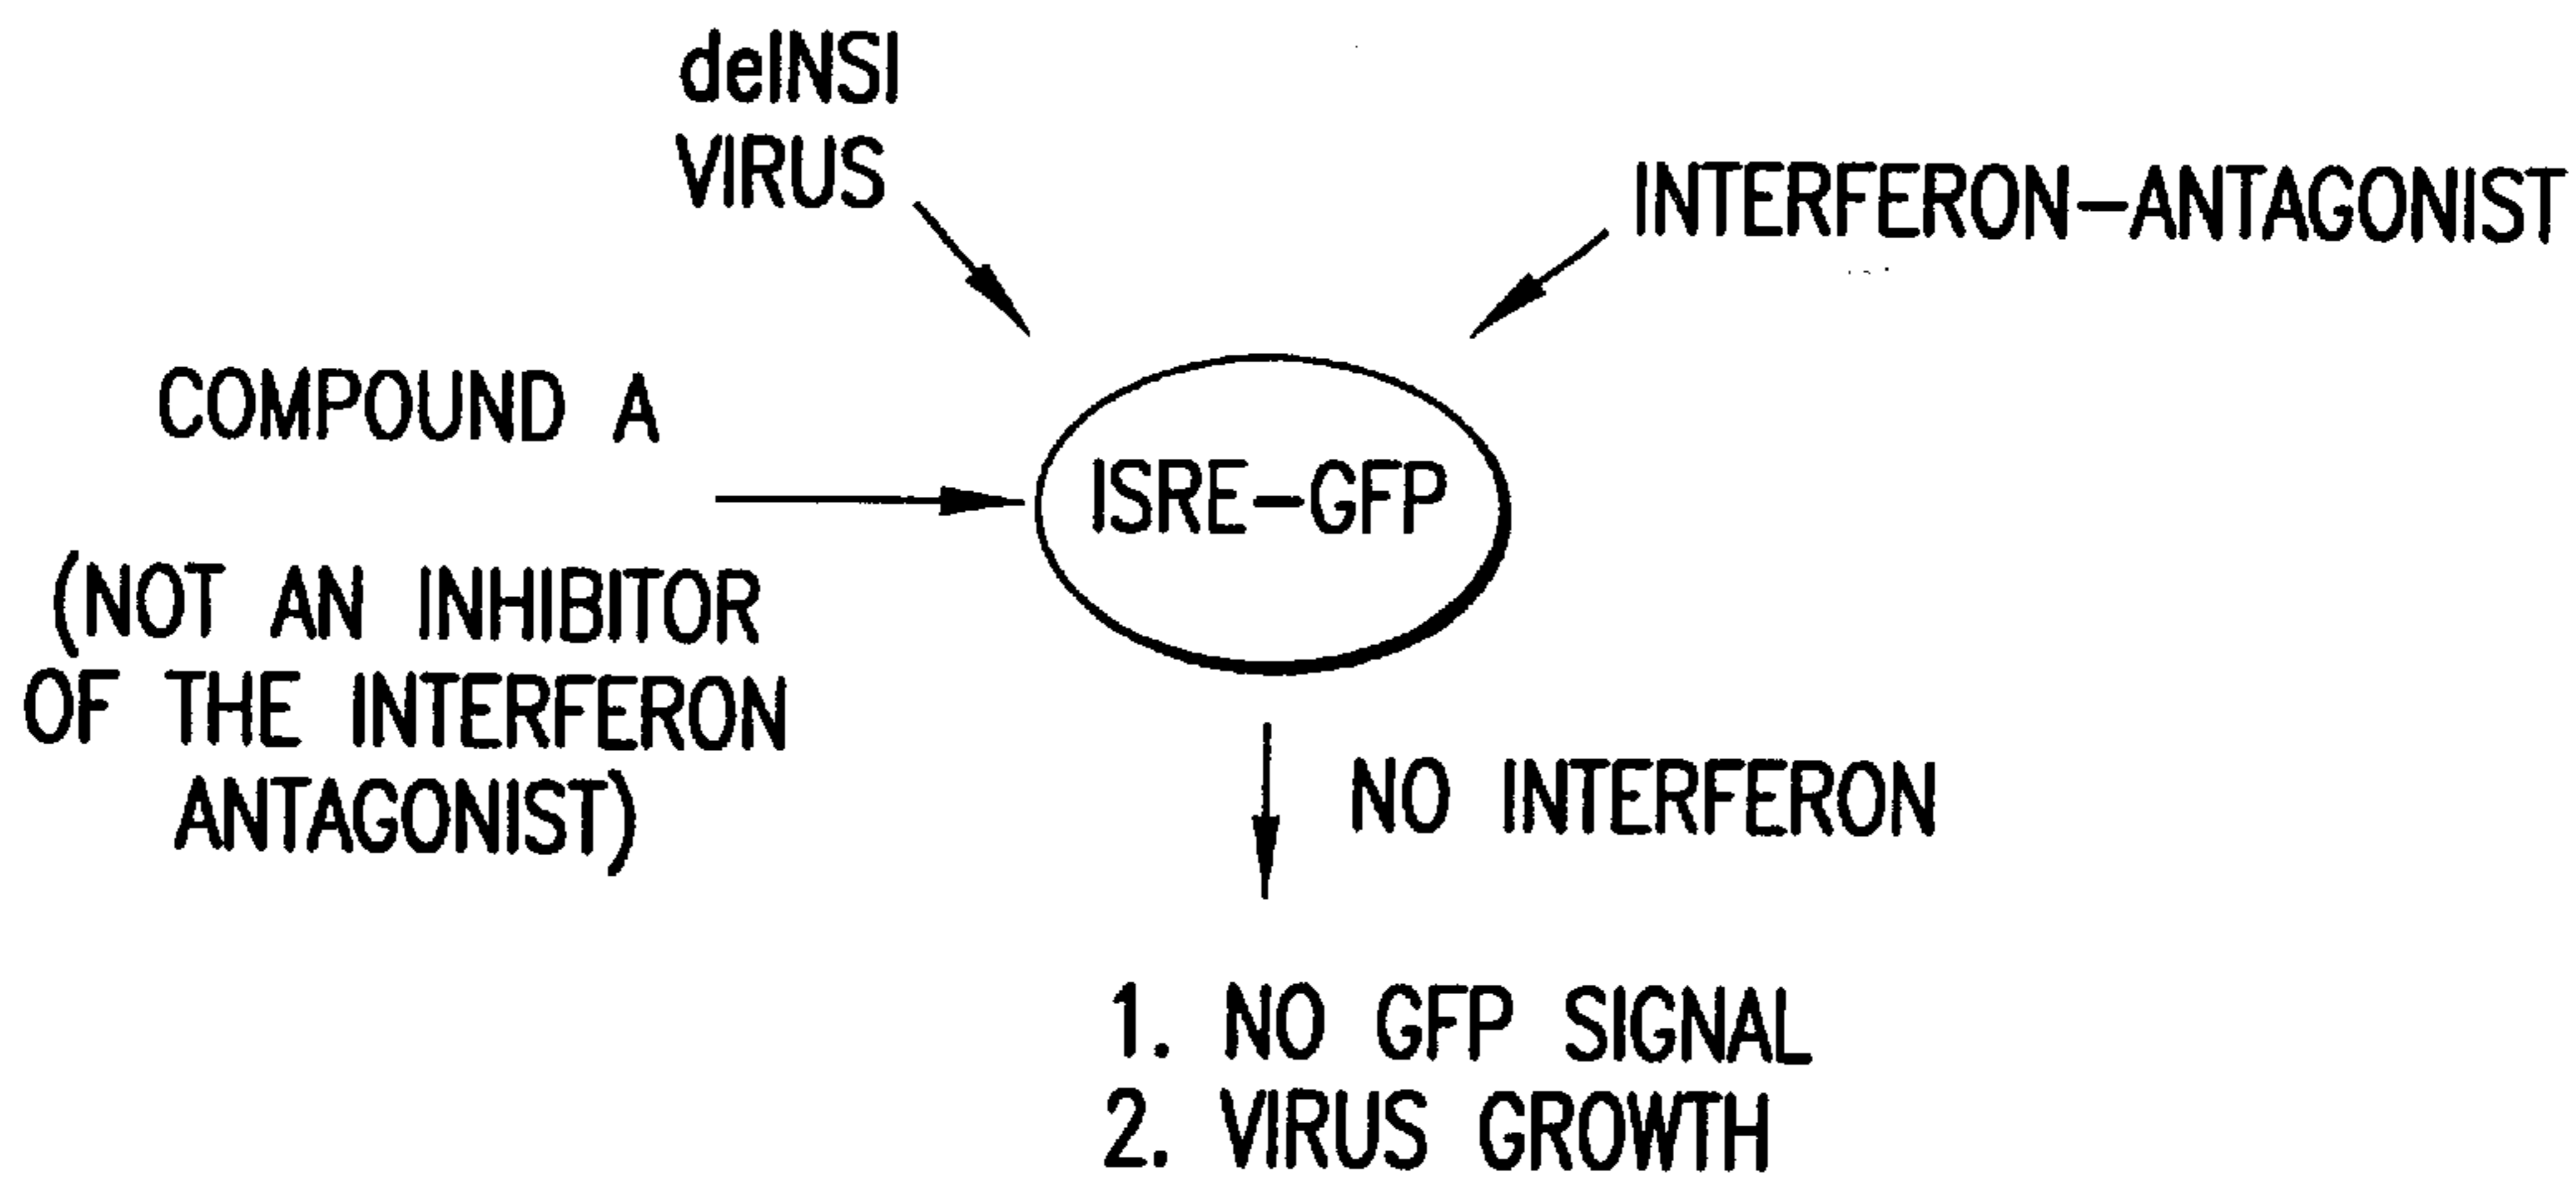 delNSI
VIRUS
INTERFERON-ANTAGONIST
COMPOUND A
(NOT AN INHIBITOR
OF THE INTERFERON
ANTAGONIST)
ISRE-GFP
NO INTERFERON
1. NO GFP SIGNAL
2. VIRUS GROWTH